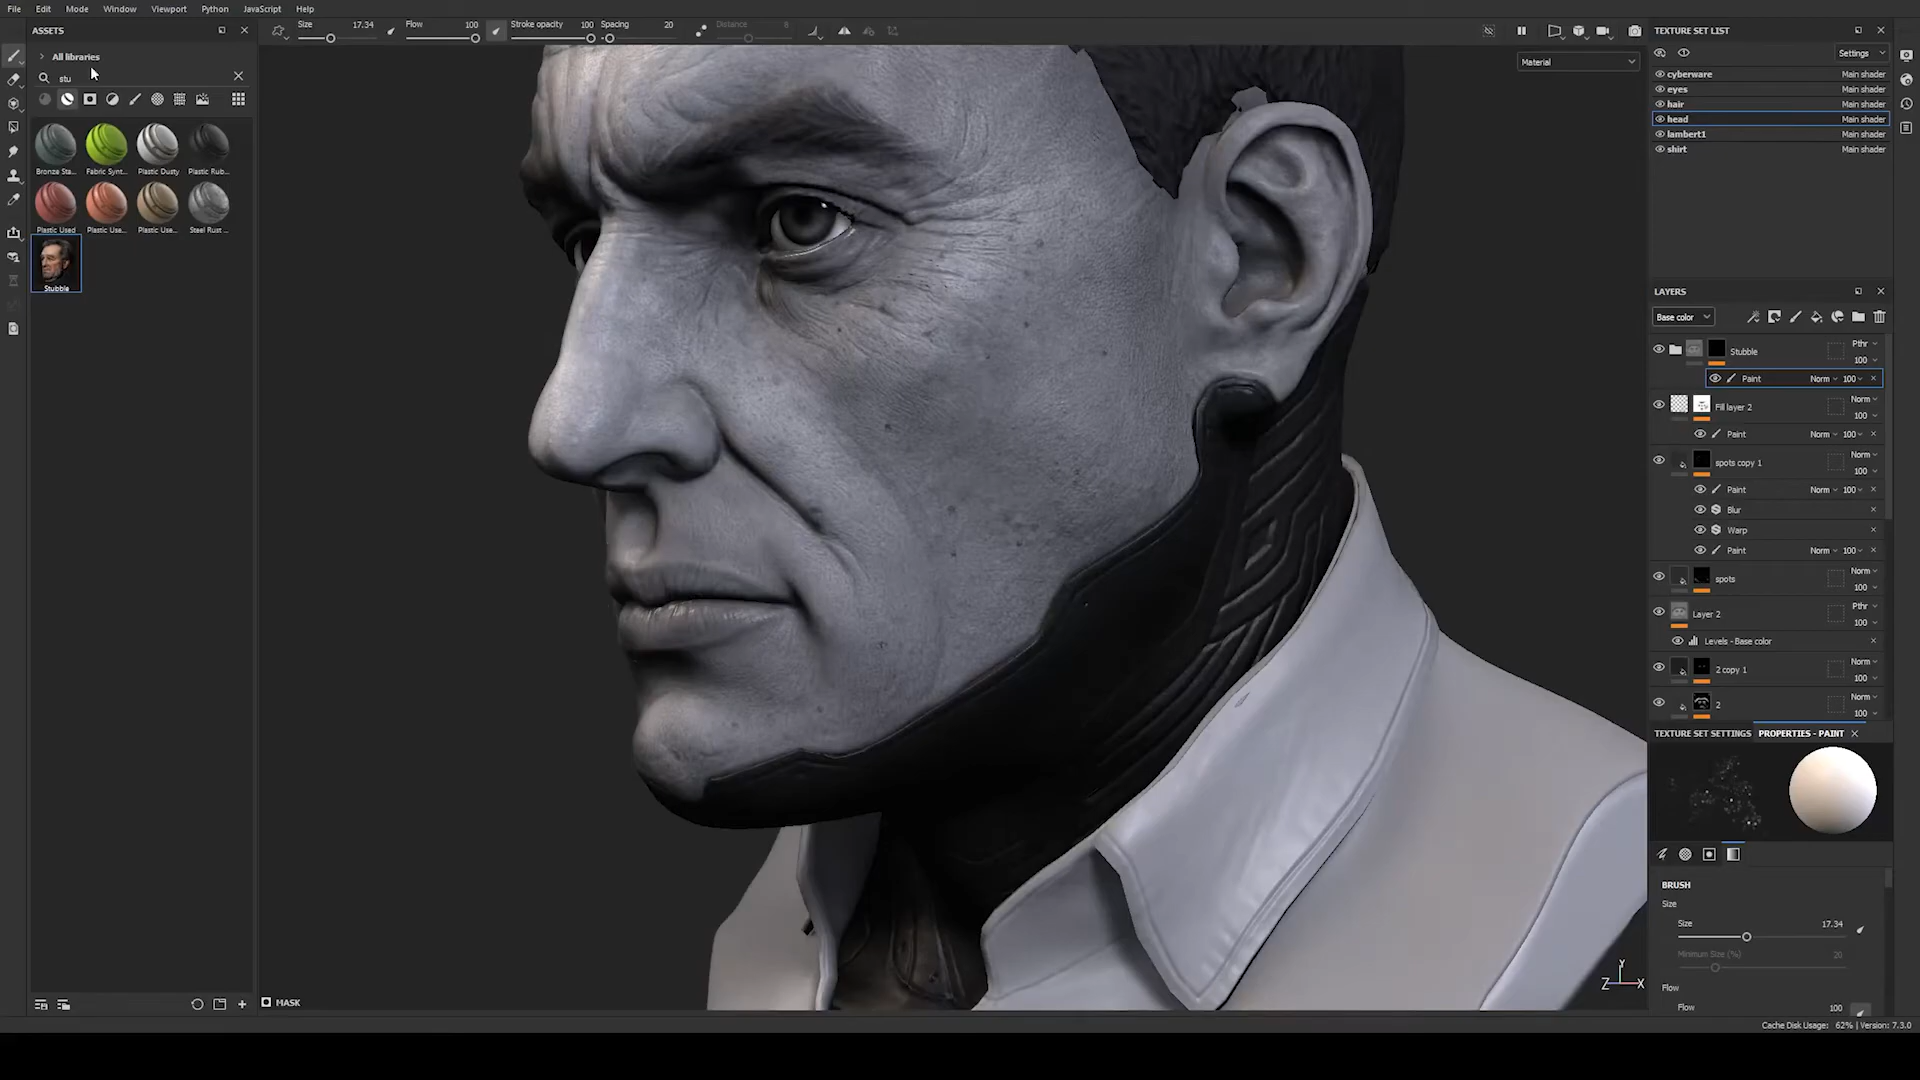 File Edit Mode Window Viewport Python JavaScript Help
ASSETS
All libraries
stu
Bronze Sta... Fabric Synt... Plastic Dusty Plastic Rub...
Plastic Used Plastic Use... Plastic Use... Steel Rust ...
Stubble
Size 17.34 Flow 100 Stroke opacity 100 Spacing 20 Distance 8
Material
MASK
Y
Z X
TEXTURE SET LIST
Settings
cyberware Main shader
eyes Main shader
hair Main shader
head Main shader
lambert1 Main shader
shirt Main shader
LAYERS
Base color
Stubble Pthr
100
Paint Norm 100
Fill layer 2 Norm
100
Paint Norm 100
spots copy 1 Norm
100
Paint Norm 100
Blur
Warp
Paint Norm 100
spots Norm
100
Layer 2 Pthr
100
Levels - Base color
2 copy 1 Norm
100
2 Norm
100
TEXTURE SET SETTINGS PROPERTIES - PAINT
BRUSH
Size
Size 17.34
Minimum Size (%) 20
Flow
Flow 100
Cache Disk Usage: 62% | Version: 7.3.0